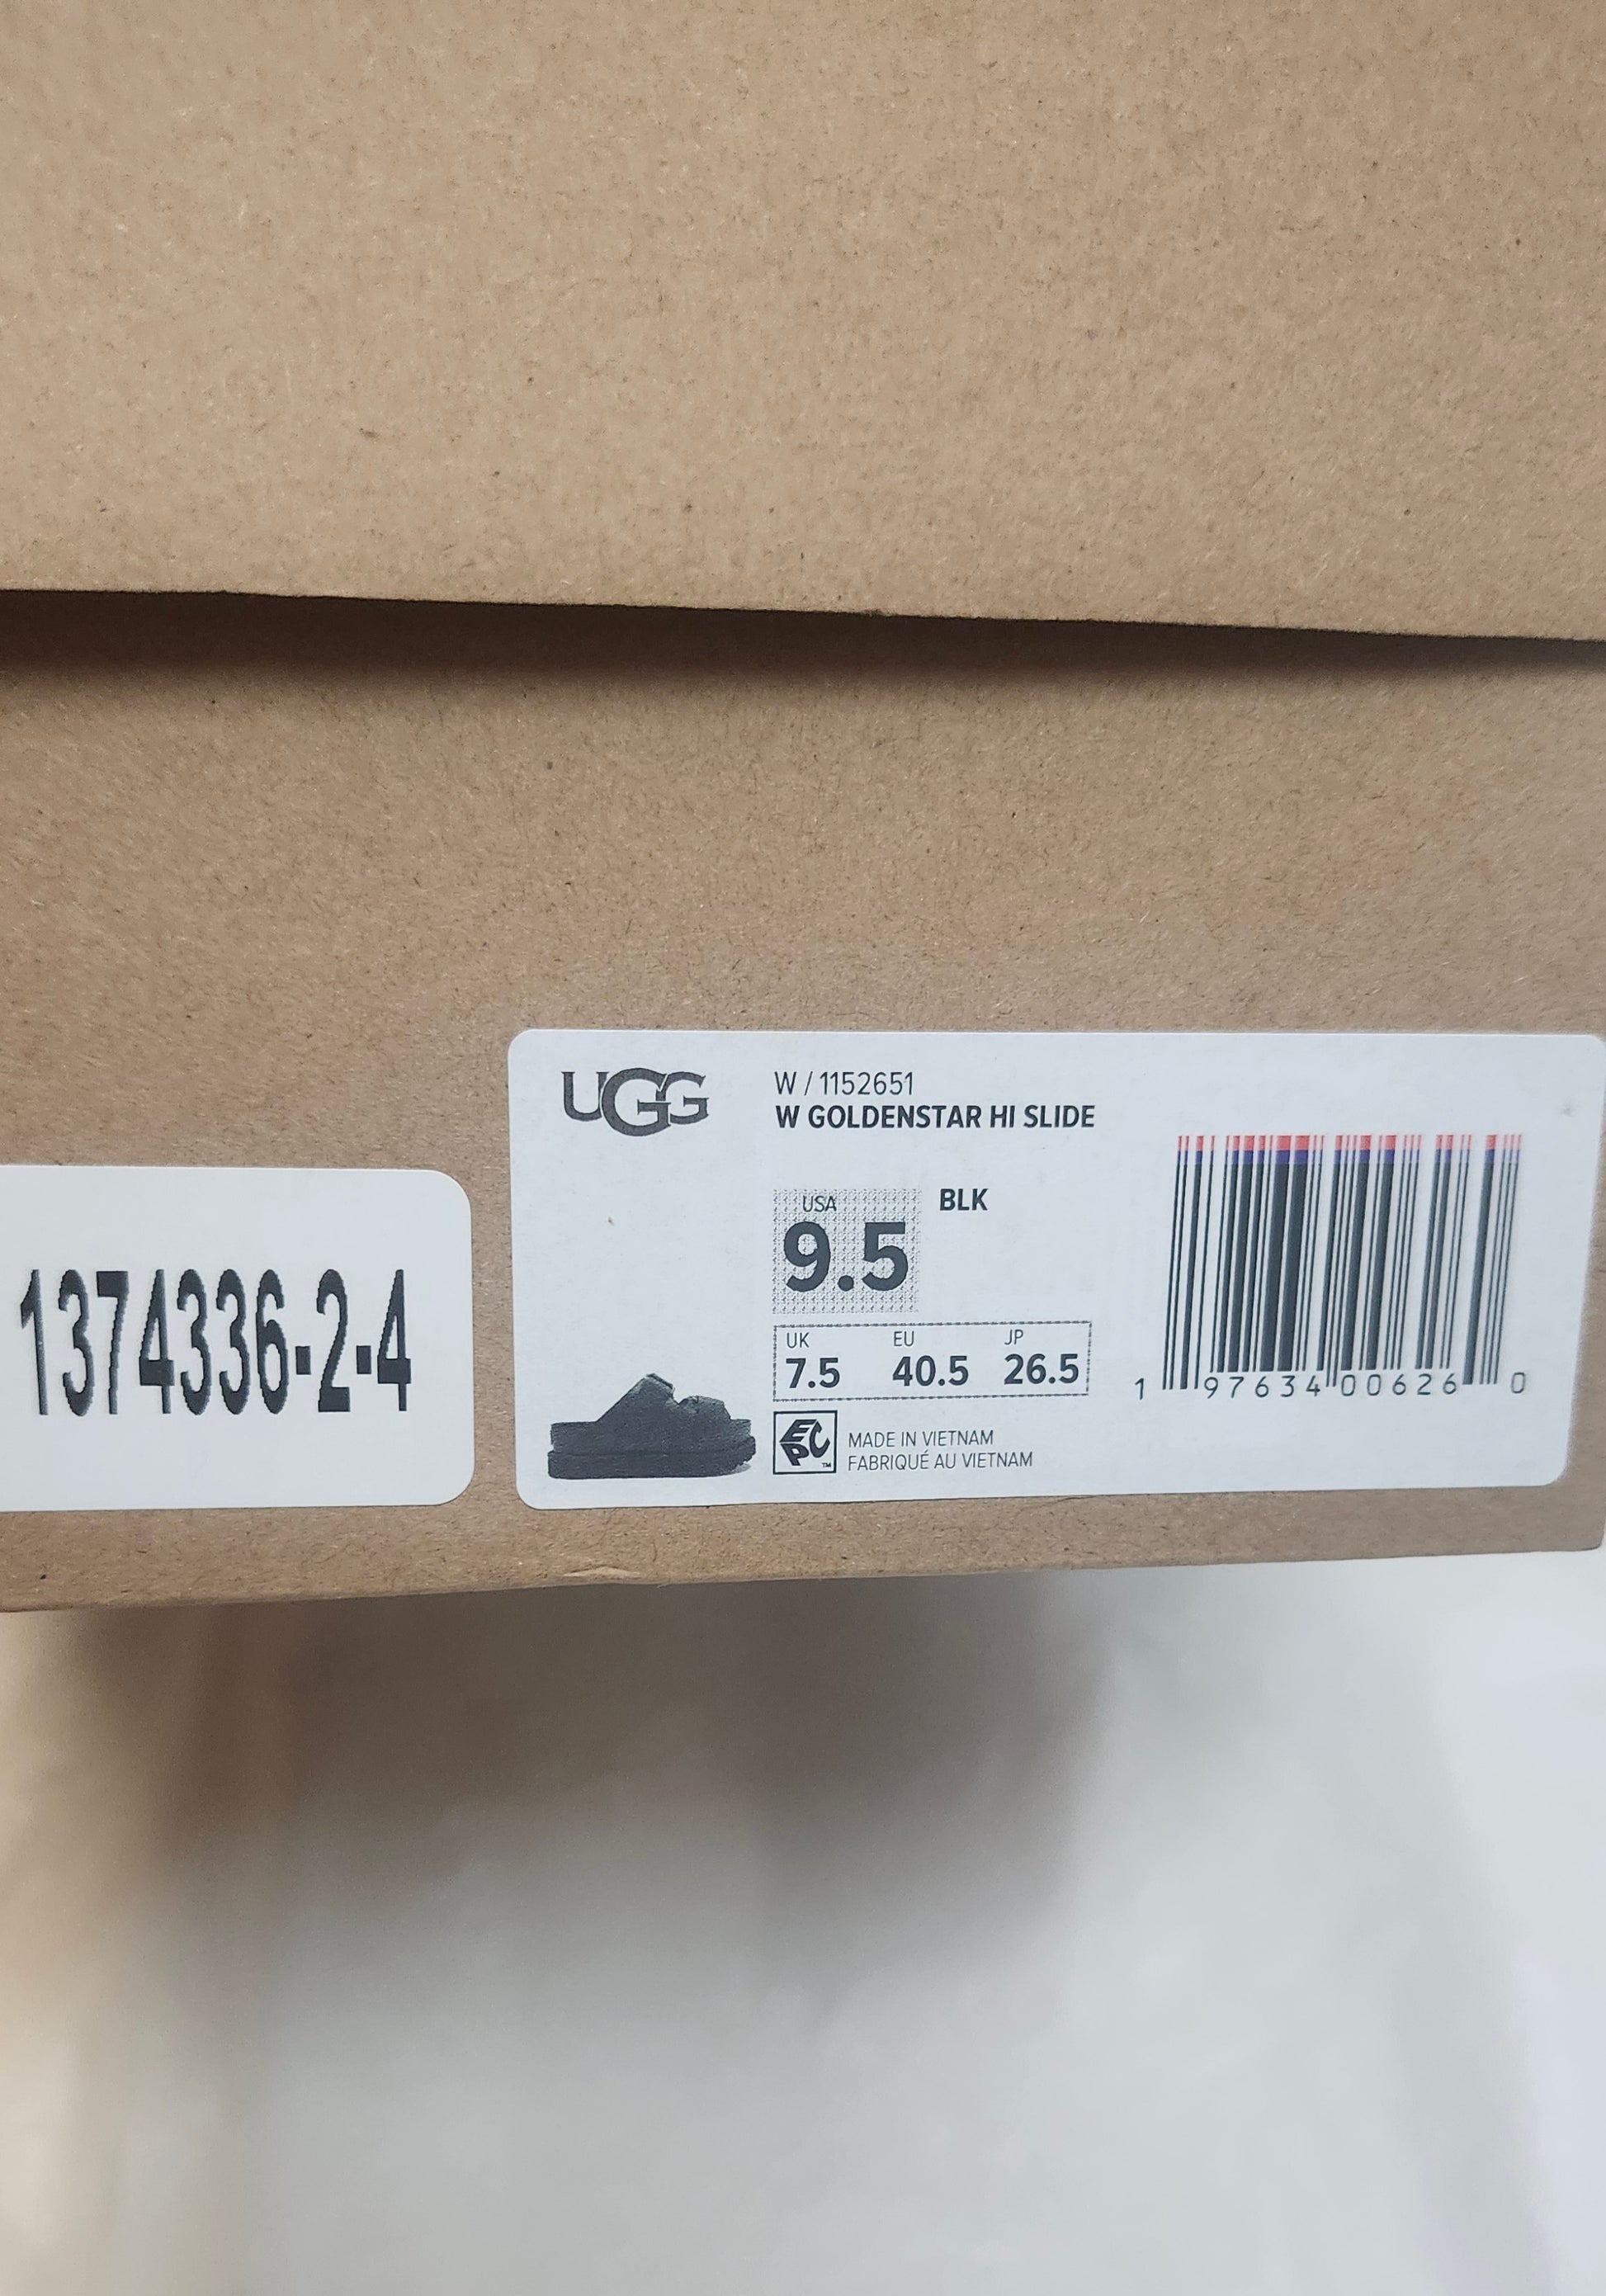 1374336-2-4
UGG
W / 1152651
W GOLDENSTAR HI SLIDE
USA
BLK
9.5
UK EU JP
7.5 40.5 26.5
1 97634 00626 0
EPC
TM
MADE IN VIETNAM
FABRIQUÉ AU VIETNAM